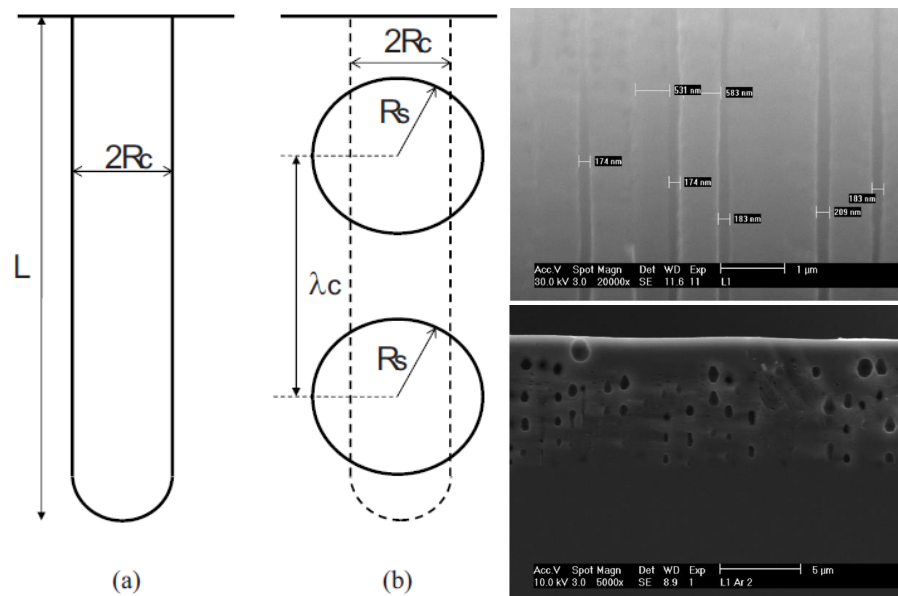 2Rc
Rs
2Rc
L
λc
Rs
(a)
(b)
531 nm
583 nm
174 nm
174 nm
183 nm
183 nm
209 nm
Acc.V Spot Magn Det WD Exp 1 µm
30.0 kV 3.0 20000x SE 11.6 11 L1
Acc.V Spot Magn Det WD Exp 5 µm
10.0 kV 3.0 5000x SE 8.9 1 L1 Ar 2